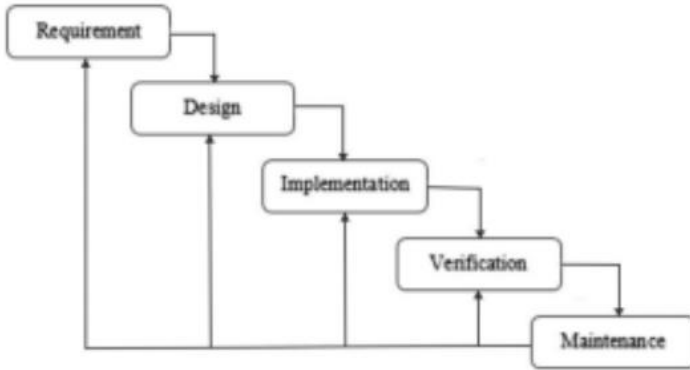 Requirement
Design
Implementation
Verification
Maintenance